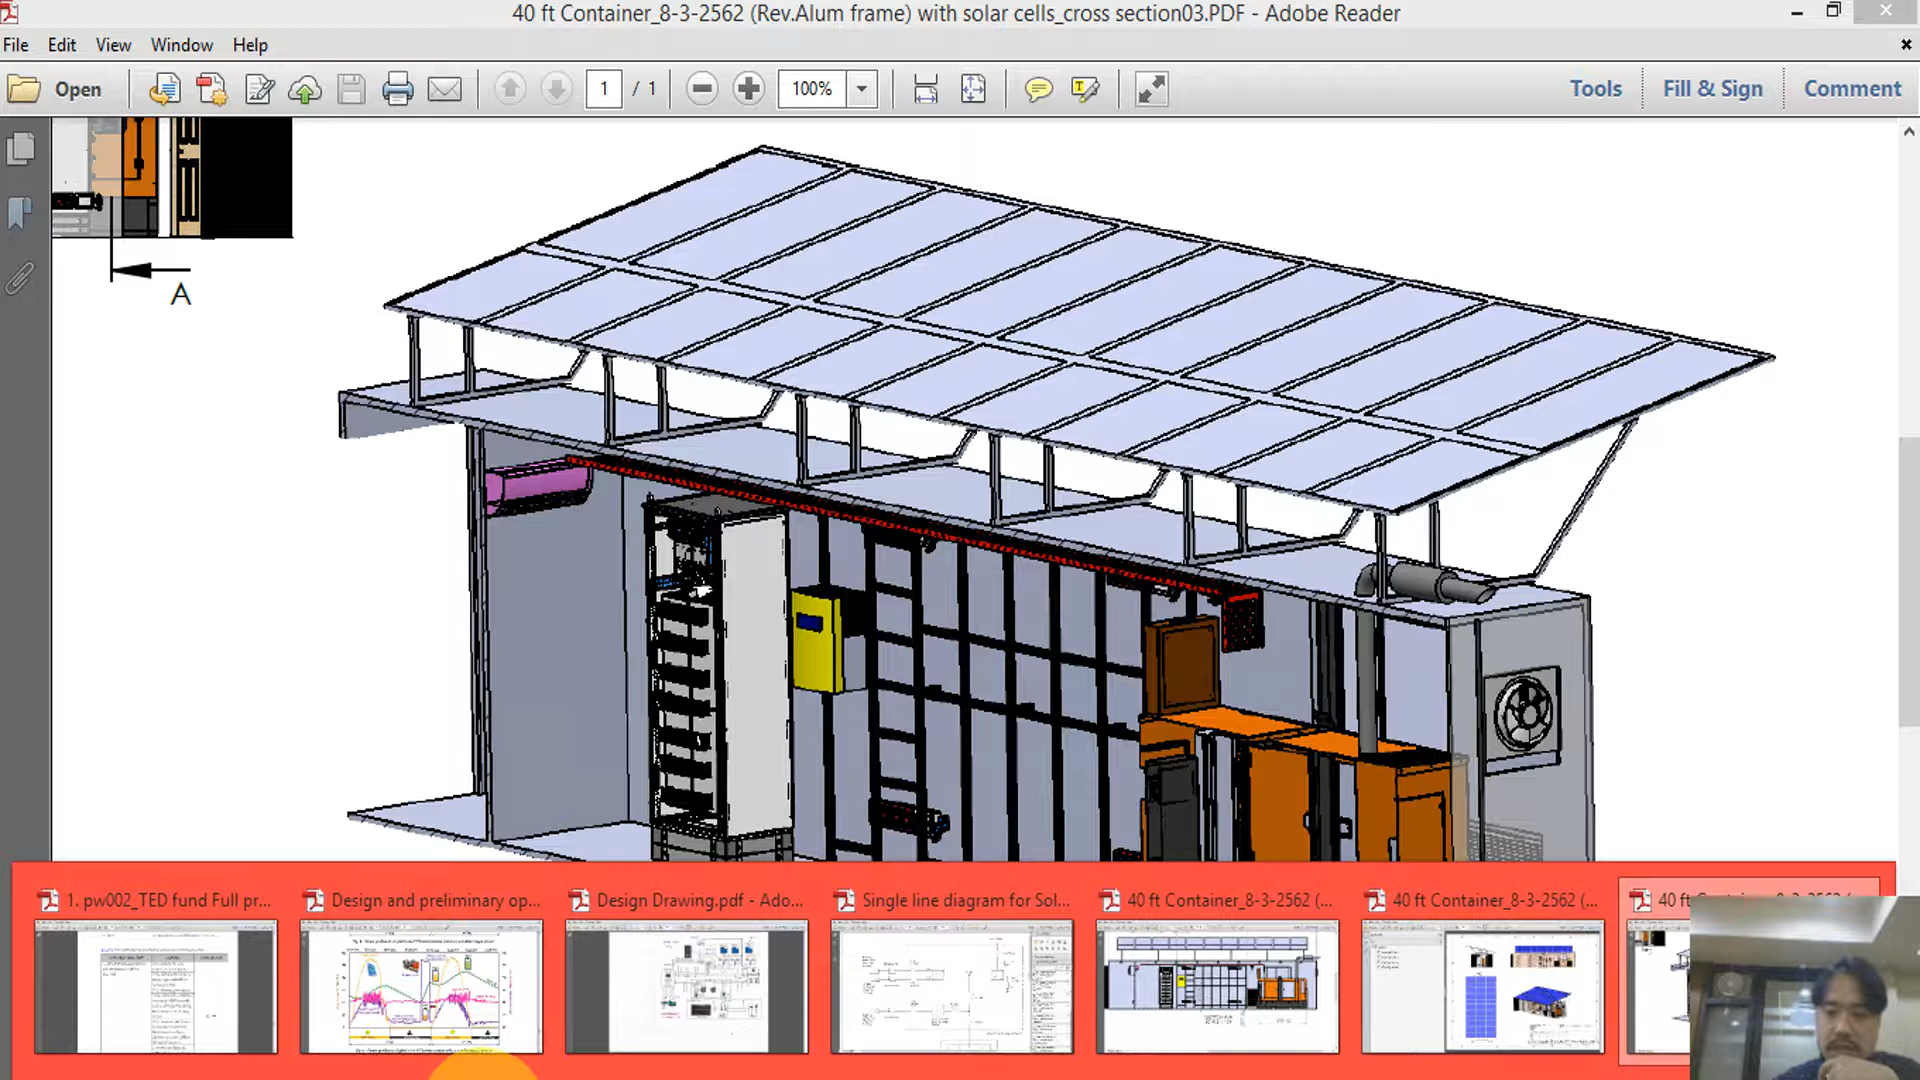 40 ft Container_8-3-2562 (Rev.Alum frame) with solar cells_cross section03.PDF - Adobe Reader
File Edit View Window Help
Open 1 / 1 100% Tools Fill & Sign Comment
A
1. pw002_TED fund Full pr... Design and preliminary op... Design Drawing.pdf - Ado... Single line diagram for Sol... 40 ft Container_8-3-2562 (... 40 ft Container_8-3-2562 (... 40 ft